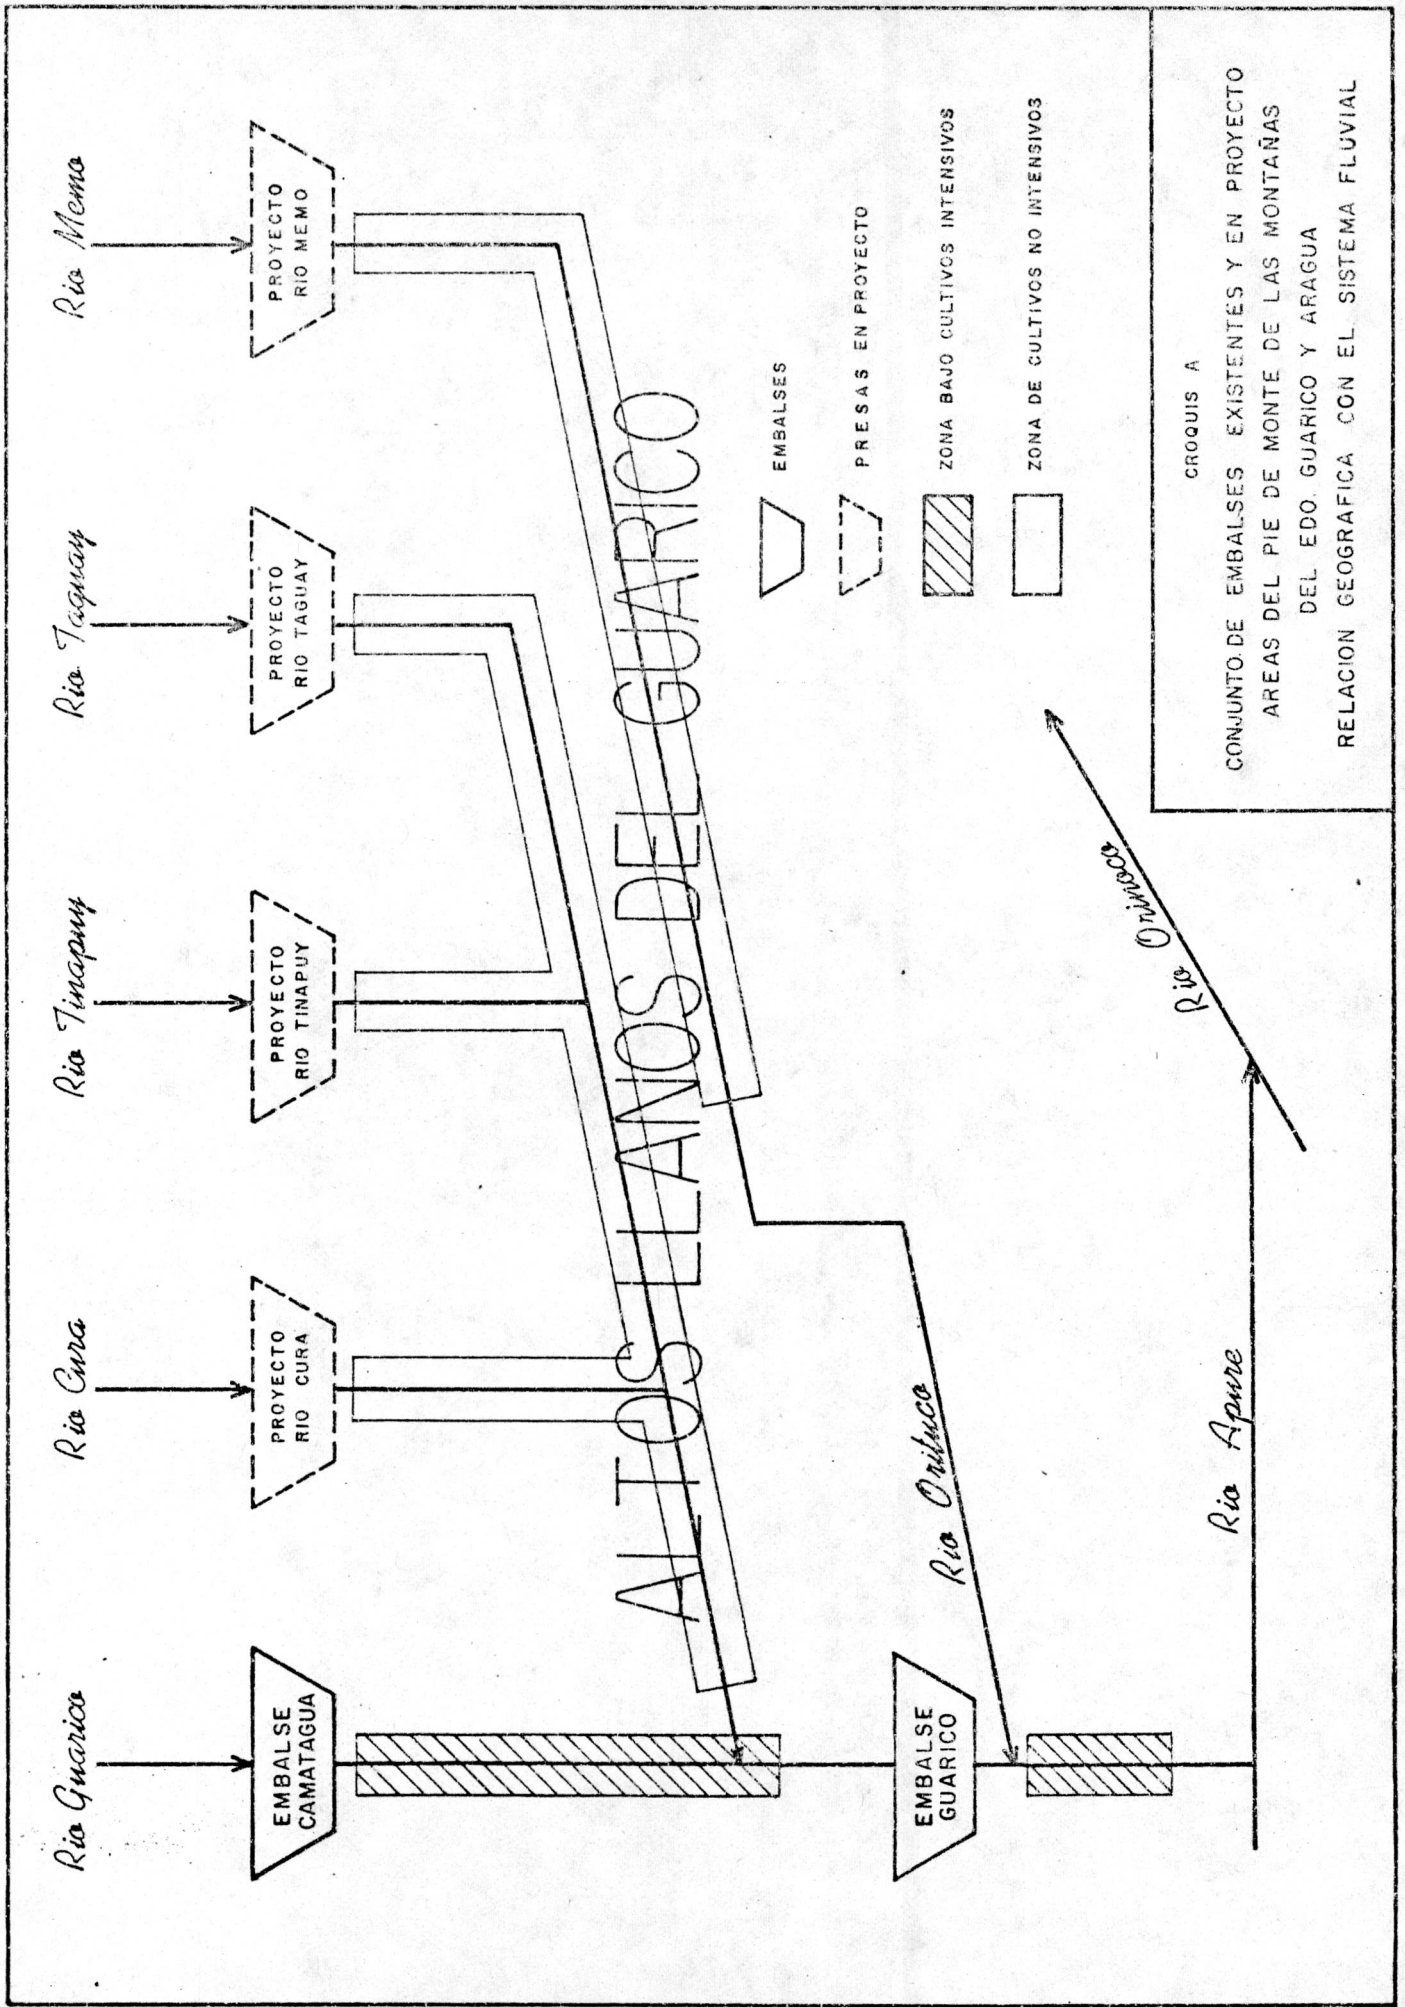 Rio Guarico
Rio Cura
Rio Tinapuy
Rio Taguay
Rio Memo
EMBALSE
CAMATAGUA
PROYECTO
RIO CURA
PROYECTO
RIO TINAPUY
PROYECTO
RIO TAGUAY
PROYECTO
RIO MEMO
ALTOS LLANOS DEL GUARICO
EMBALSE
GUARICO
Rio Orituco
Rio Apure
Rio Orinoco
EMBALSES
PRESAS EN PROYECTO
ZONA BAJO CULTIVOS INTENSIVOS
ZONA DE CULTIVOS NO INTENSIVOS
CROQUIS A
CONJUNTO DE EMBALSES EXISTENTES Y EN PROYECTO
AREAS DEL PIE DE MONTE DE LAS MONTAÑAS
DEL EDO. GUARICO Y ARAGUA
RELACION GEOGRAFICA CON EL SISTEMA FLUVIAL